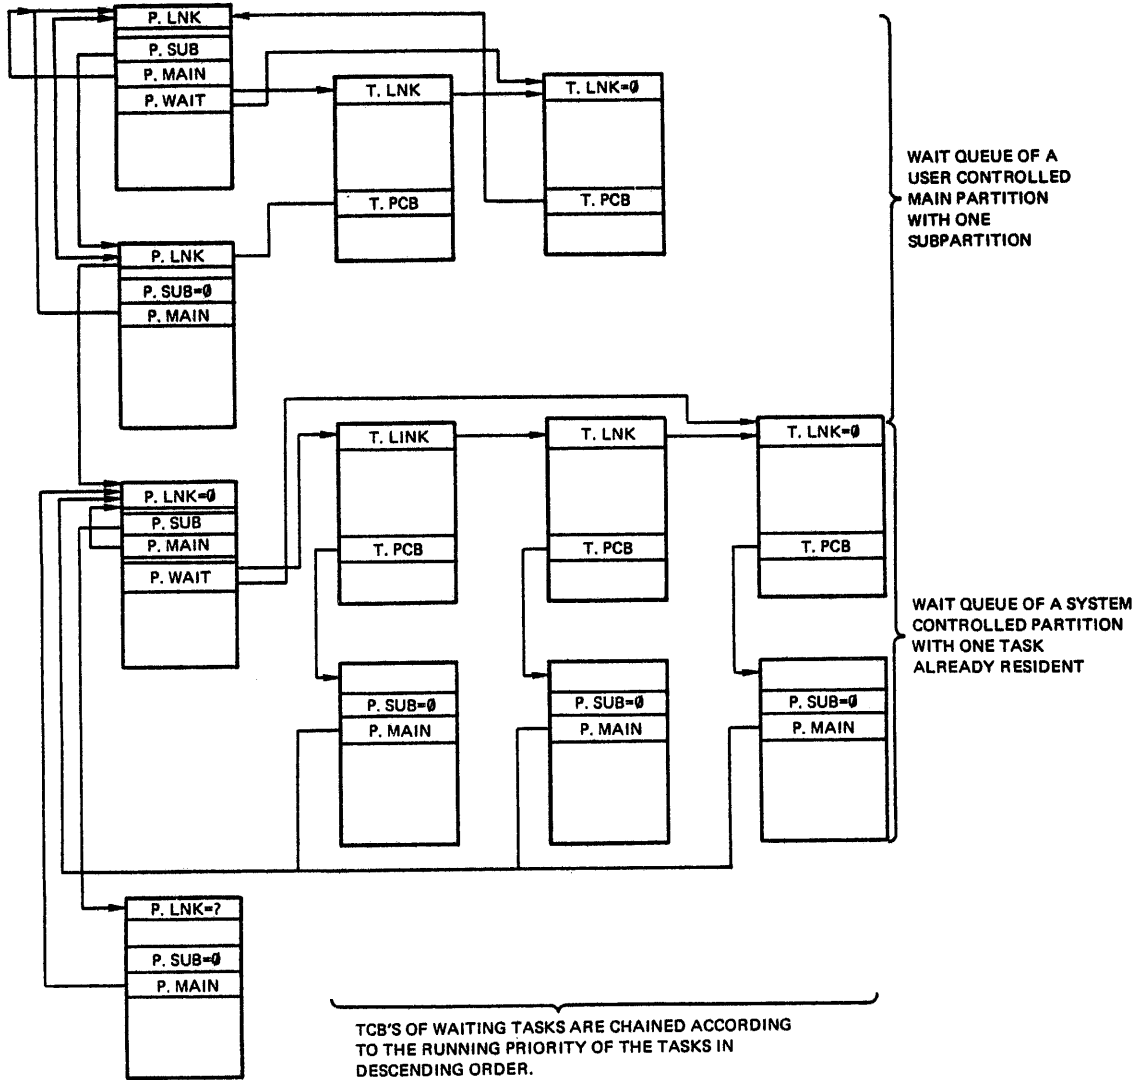 P. LNK
P. SUB
P. MAIN
P. WAIT
T. LNK
T. PCB
T. LNK=0
T. PCB
WAIT QUEUE OF A
USER CONTROLLED
MAIN PARTITION
WITH ONE
SUBPARTITION
P. LNK
P. SUB=0
P. MAIN
T. LINK
T. PCB
T. LNK
T. PCB
T. LNK=0
T. PCB
P. LNK=0
P. SUB
P. MAIN
P. WAIT
P. SUB=0
P. MAIN
P. SUB=0
P. MAIN
P. SUB=0
P. MAIN
WAIT QUEUE OF A SYSTEM
CONTROLLED PARTITION
WITH ONE TASK
ALREADY RESIDENT
P. LNK=?
P. SUB=0
P. MAIN
TCB'S OF WAITING TASKS ARE CHAINED ACCORDING
TO THE RUNNING PRIORITY OF THE TASKS IN
DESCENDING ORDER.